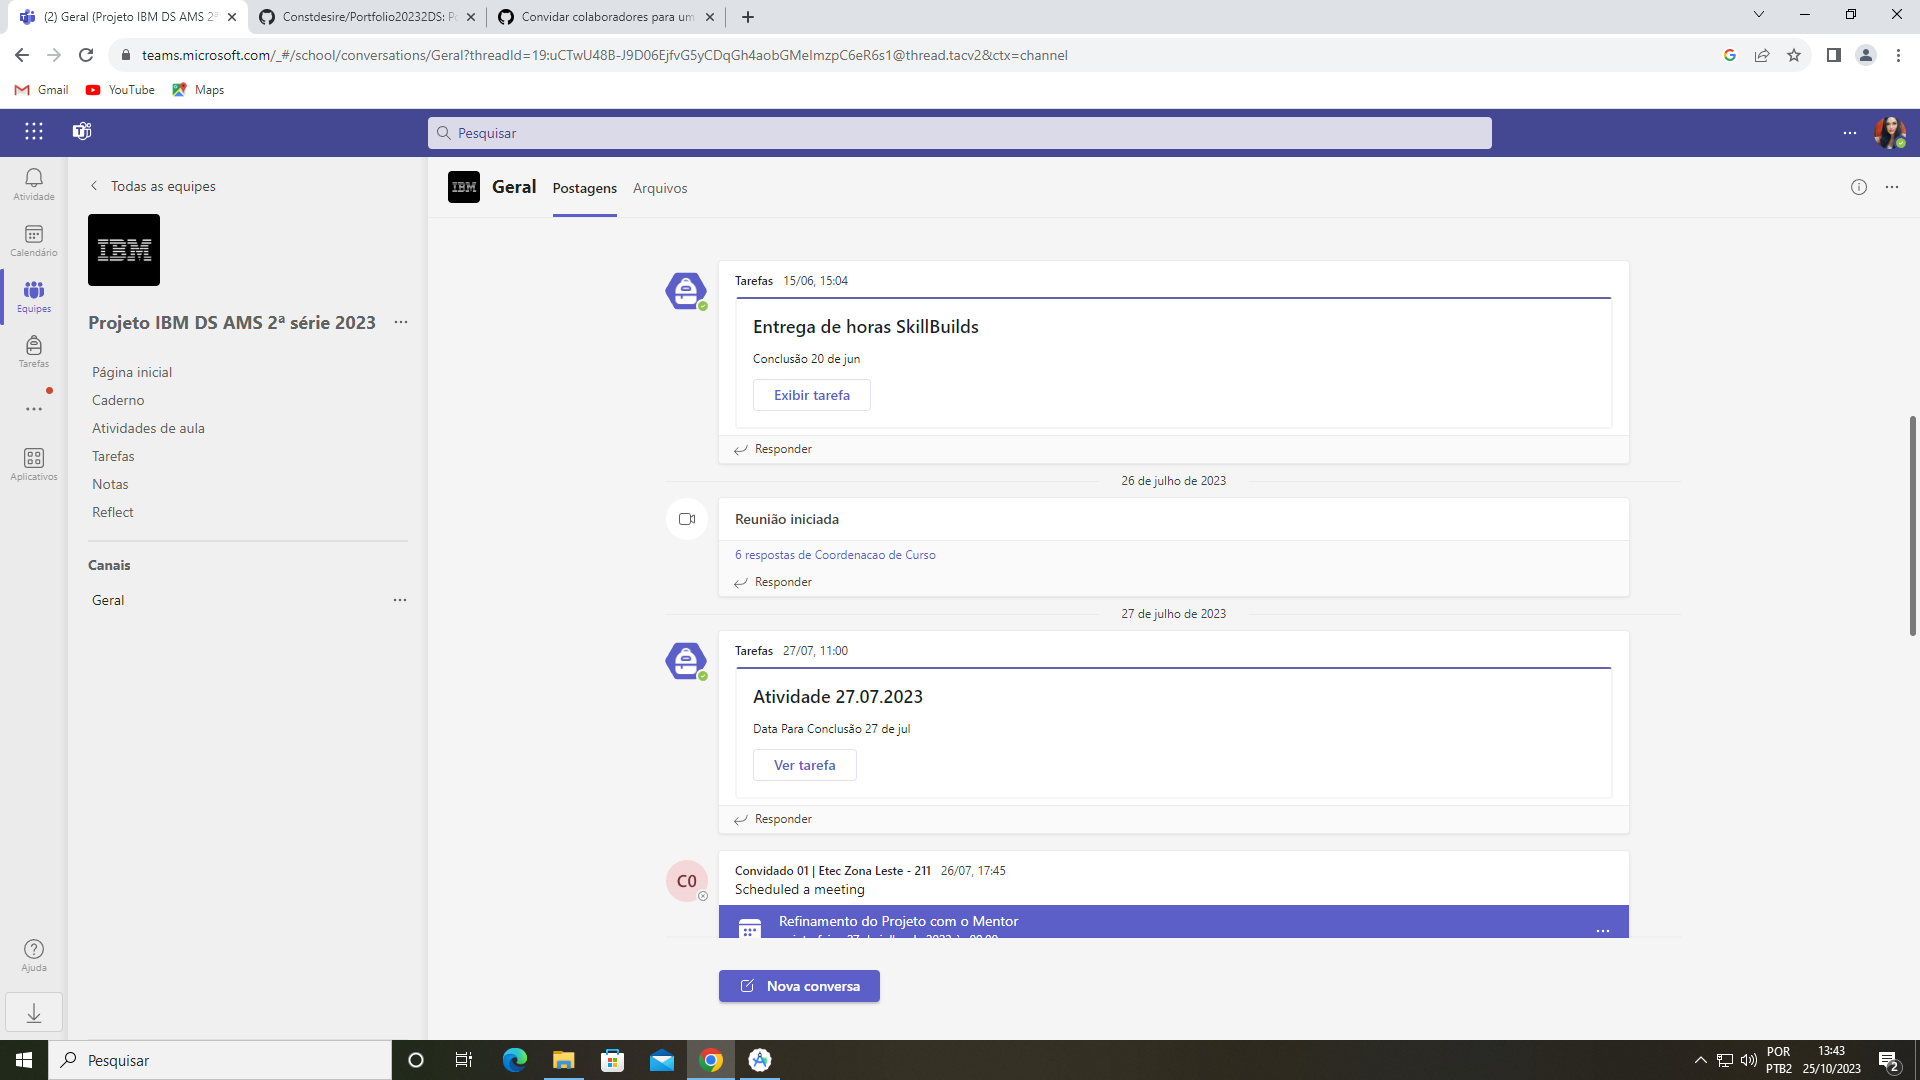 (2) Geral (Projeto IBM DS AMS 2ª
Constdesire/Portfolio20232DS: Po
Convidar colaboradores para um
teams.microsoft.com/_#/school/conversations/Geral?threadId=19:uCTwU48B-J9D06EjfvG5yCDqGh4aobGMeImzpC6eR6s1@thread.tacv2&ctx=channel
Gmail
YouTube
Maps
Pesquisar
Atividade
Calendário
Equipes
Tarefas
Aplicativos
Ajuda
Todas as equipes
IBM
Projeto IBM DS AMS 2ª série 2023
Página inicial
Caderno
Atividades de aula
Tarefas
Notas
Reflect
Canais
Geral
IBM
Geral
Postagens
Arquivos
Tarefas 15/06, 15:04
Entrega de horas SkillBuilds
Conclusão 20 de jun
Exibir tarefa
Responder
26 de julho de 2023
Reunião iniciada
6 respostas de Coordenacao de Curso
Responder
27 de julho de 2023
Tarefas 27/07, 11:00
Atividade 27.07.2023
Data Para Conclusão 27 de jul
Ver tarefa
Responder
C0
Convidado 01 | Etec Zona Leste - 211 26/07, 17:45
Scheduled a meeting
Refinamento do Projeto com o Mentor
Nova conversa
Pesquisar
POR
PTB2
13:43
25/10/2023
2